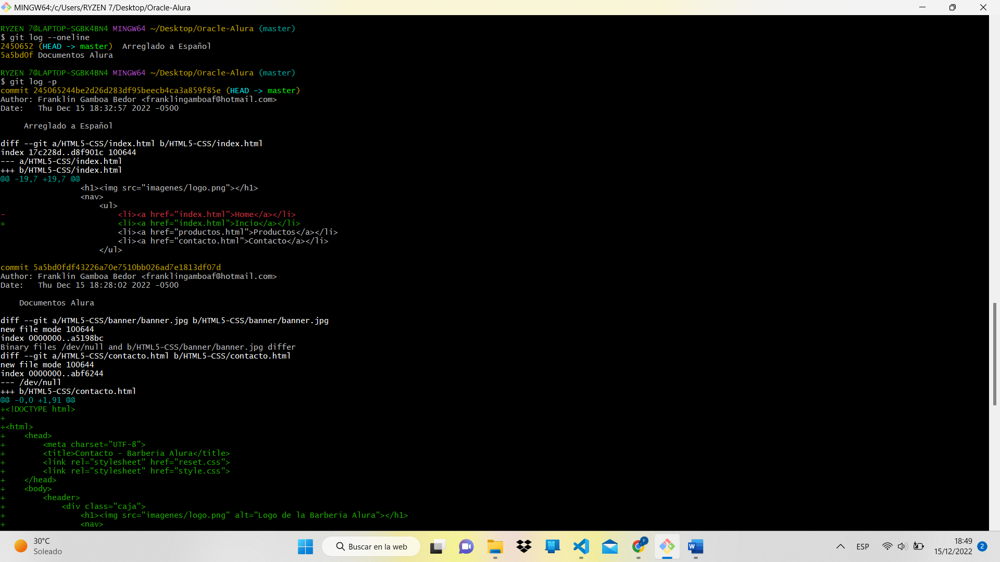 MINGW64:/c/Users/RYZEN 7/Desktop/Oracle-Alura
RYZEN 7@LAPTOP-SGBK4BN4 MINGW64 ~/Desktop/Oracle-Alura (master)
$ git log --oneline
2450652 (HEAD -> master)  Arreglado a Español
5a5bd0f Documentos Alura
RYZEN 7@LAPTOP-SGBK4BN4 MINGW64 ~/Desktop/Oracle-Alura (master)
$ git log -p
commit 245065244be2d26d283df95beecb4ca3a859f85e (HEAD -> master)
Author: Franklin Gamboa Bedor <franklingamboaf@hotmail.com>
Date:   Thu Dec 15 18:32:57 2022 -0500
     Arreglado a Español
diff --git a/HTML5-CSS/index.html b/HTML5-CSS/index.html
index 17c228d..d8f901c 100644
--- a/HTML5-CSS/index.html
+++ b/HTML5-CSS/index.html
@@ -19,7 +19,7 @@
                 <h1><img src="imagenes/logo.png"></h1>
                 <nav>
                     <ul>
-                        <li><a href="index.html">Home</a></li>
+                        <li><a href="index.html">Incio</a></li>
                         <li><a href="productos.html">Productos</a></li>
                         <li><a href="contacto.html">Contacto</a></li>
                     </ul>
commit 5a5bd0fdf43226a70e7510bb026ad7e1813df07d
Author: Franklin Gamboa Bedor <franklingamboaf@hotmail.com>
Date:   Thu Dec 15 18:28:02 2022 -0500
    Documentos Alura
diff --git a/HTML5-CSS/banner/banner.jpg b/HTML5-CSS/banner/banner.jpg
new file mode 100644
index 0000000..a5198bc
Binary files /dev/null and b/HTML5-CSS/banner/banner.jpg differ
diff --git a/HTML5-CSS/contacto.html b/HTML5-CSS/contacto.html
new file mode 100644
index 0000000..abf6244
--- /dev/null
+++ b/HTML5-CSS/contacto.html
@@ -0,0 +1,91 @@
+<!DOCTYPE html>
+
+<html>
+    <head>
+        <meta charset="UTF-8">
+        <title>Contacto - Barbería Alura</title>
+        <link rel="stylesheet" href="reset.css">
+        <link rel="stylesheet" href="style.css">
+    </head>
+    <body>
+        <header>
+            <div class="caja">
+                <h1><img src="imagenes/logo.png" alt="Logo de la Barbería Alura"></h1>
+                <nav>
30°C
Soleado
Buscar en la web
F
W
ESP
18:49
15/12/2022
2